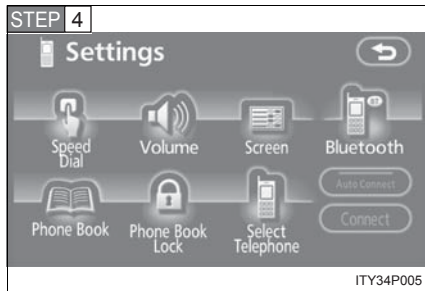 STEP 4
Settings
Speed Dial
Volume
Screen
Bluetooth
Auto Connect
Phone Book
Phone Book Lock
Select Telephone
Connect
ITY34P005